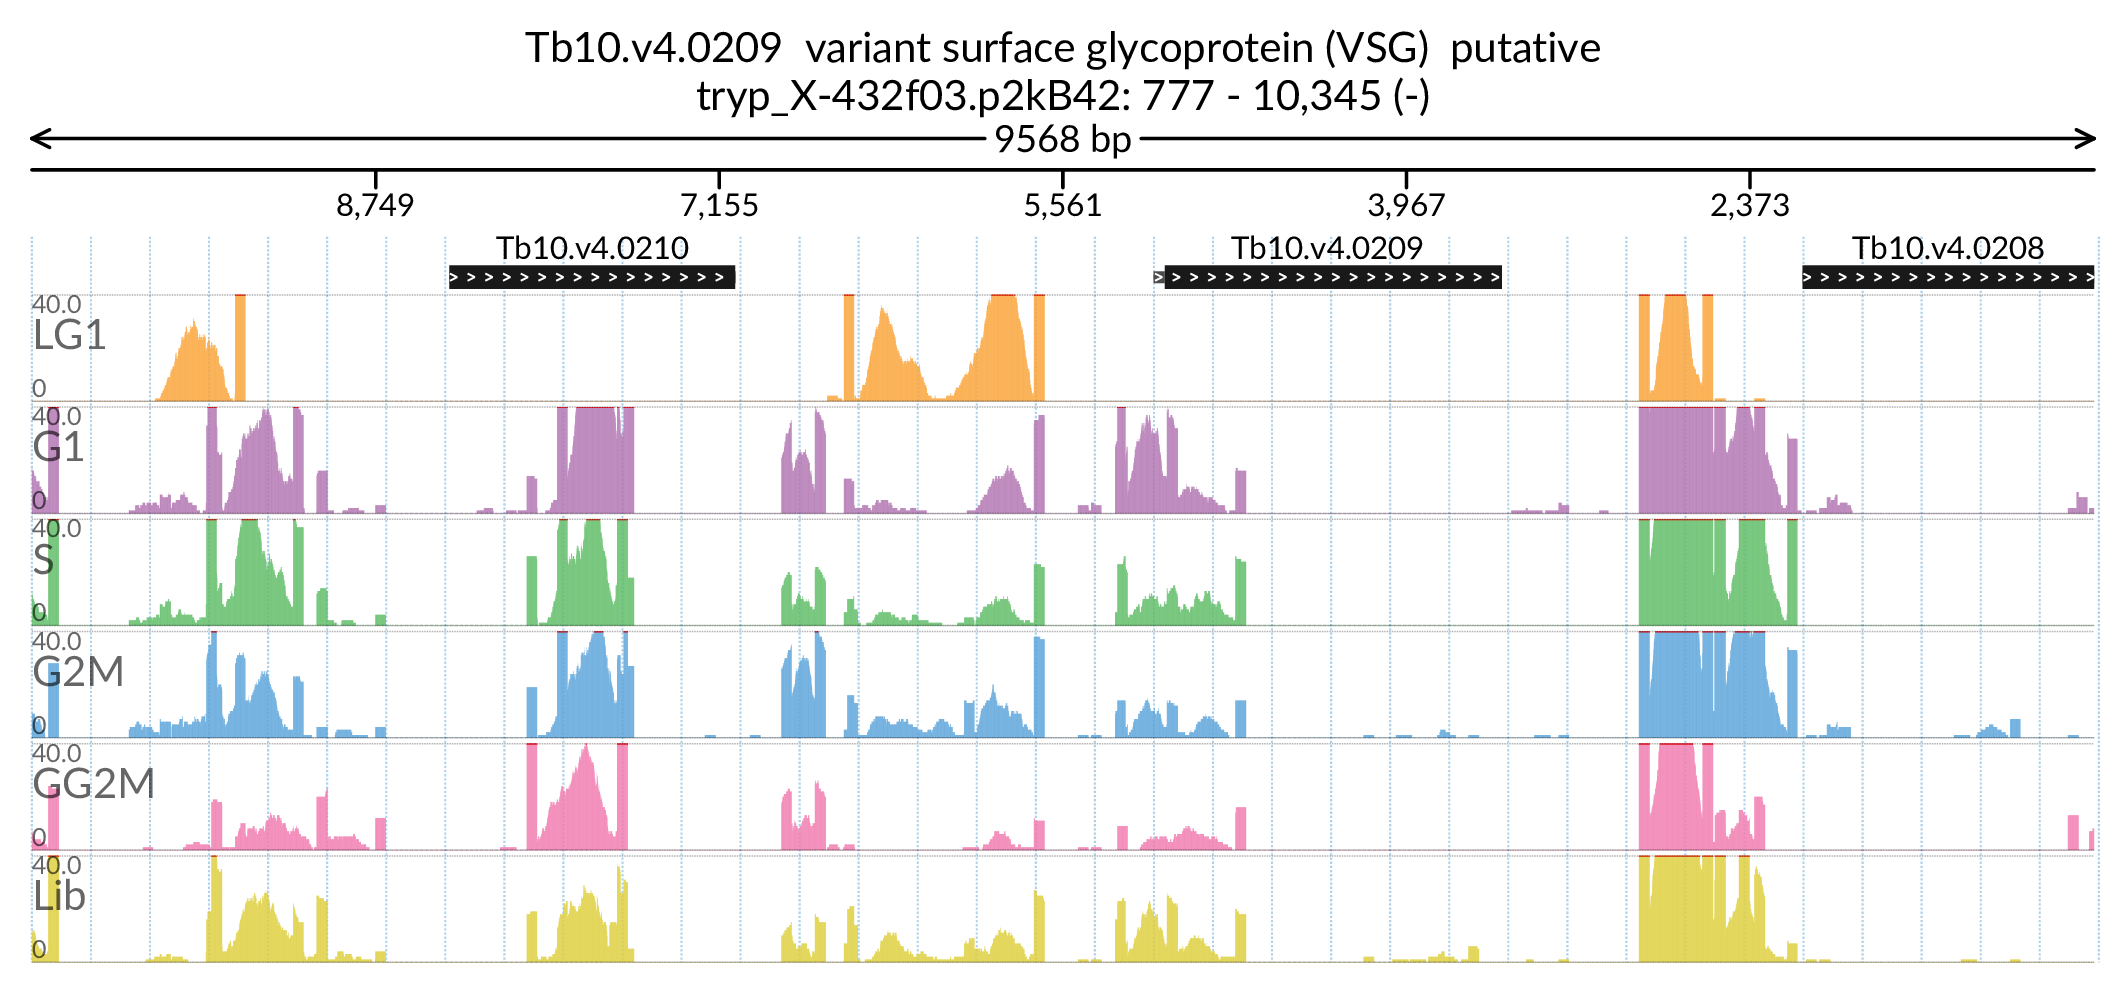 Tb10.v4.0209 variant surface glycoprotein (VSG) putative
tryp_X-432f03.p2kB42: 777 - 10,345 (-)
9568 bp
8,749 7,155 5,561 3,967 2,373
Tb10.v4.0210 Tb10.v4.0209 Tb10.v4.0208
40.0
LG1
0
40.0
G1
0
40.0
S
0
40.0
G2M
0
40.0
GG2M
0
40.0
Lib
0